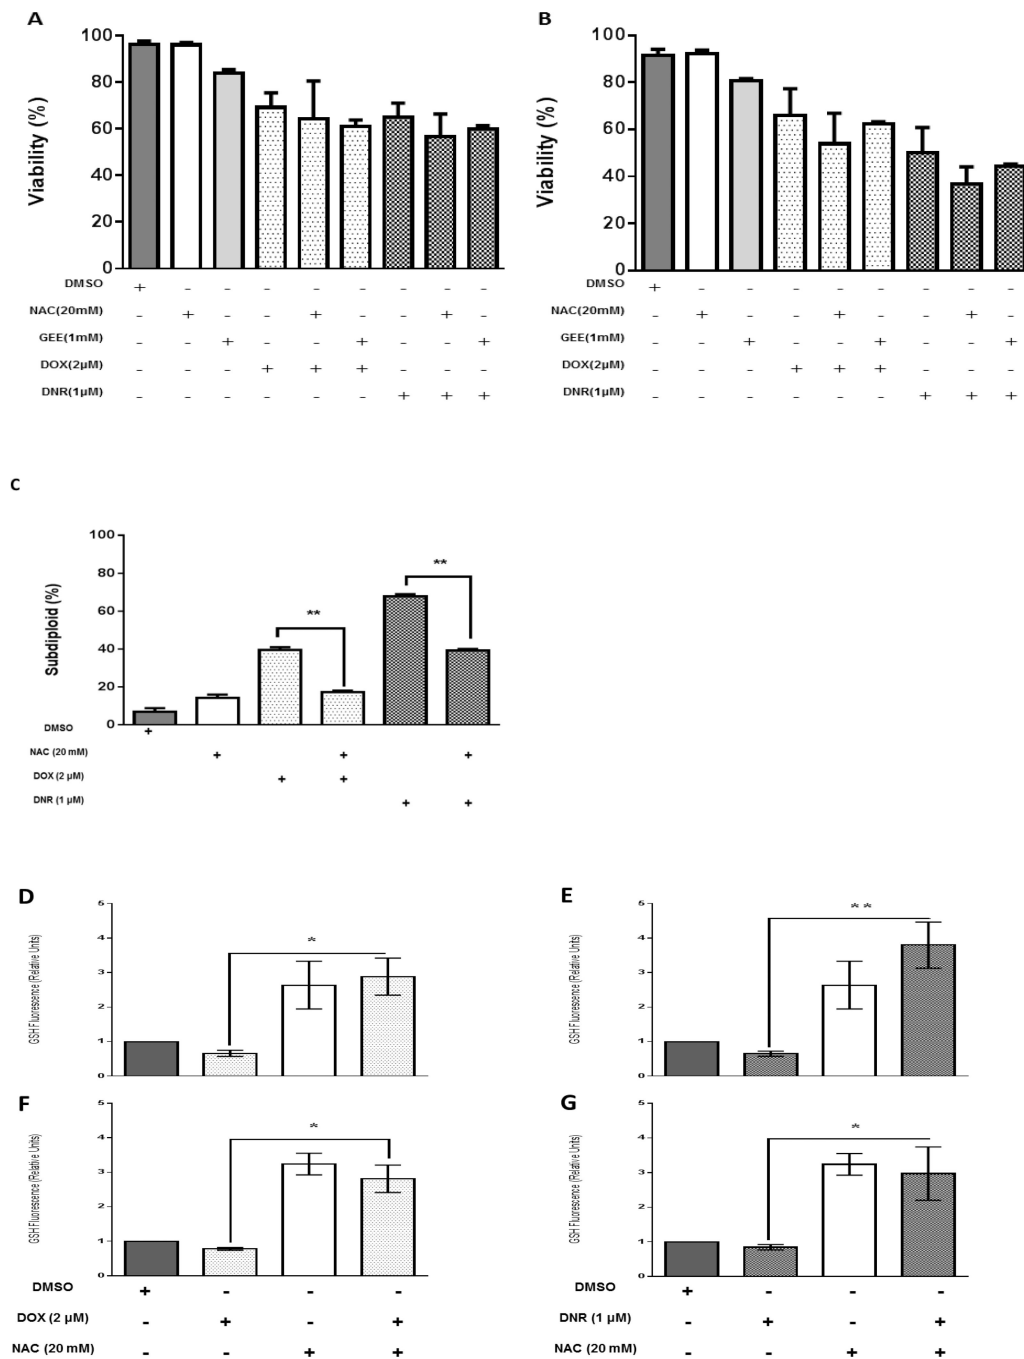 A
100
80
60
40
20
0
Viability (%)
DMSO + - - - - - - - -
NAC(20mM) - + - - + - - + -
GEE(1mM) - - + - - + - - +
DOX(2µM) - - - + + + - - -
DNR(1µM) - - - - - - + + +
B
100
80
60
40
20
0
Viability (%)
DMSO + - - - - - - - -
NAC(20mM) - + - - + - - + -
GEE(1mM) - - + - - + - - +
DOX(2µM) - - - + + + - - -
DNR(1µM) - - - - - - + + +
C
100
80
60
40
20
0
Subdiploid (%)
**
**
DMSO +
NAC (20 mM) + + +
DOX (2 µM) + +
DNR (1 µM) + +
D
5
4
3
2
1
0
GSH Fluorescence (Relative Units)
*
E
5
4
3
2
1
0
GSH Fluorescence (Relative Units)
**
F
5
4
3
2
1
0
GSH Fluorescence (Relative Units)
*
DMSO + - - -
DOX (2 µM) - + - +
NAC (20 mM) - - + +
G
5
4
3
2
1
0
GSH Fluorescence (Relative Units)
*
DMSO + - - -
DNR (1 µM) - + - +
NAC (20 mM) - - + +